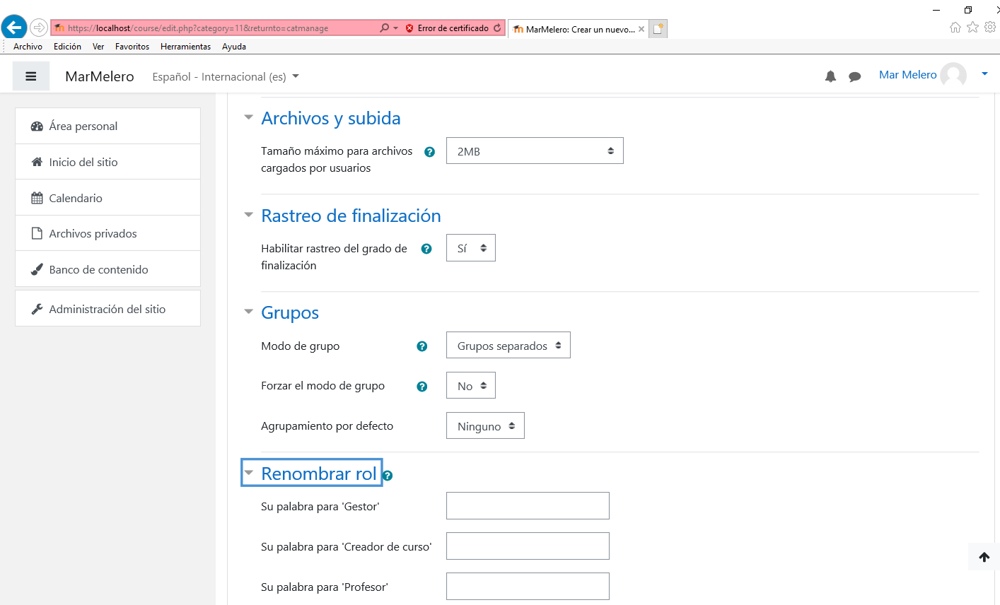 https://localhost/course/edit.php?category=11&returnto=catmanage
Error de certificado
MarMelero: Crear un nuevo...
Archivo Edición Ver Favoritos Herramientas Ayuda
MarMelero
Español - Internacional (es)
Mar Melero
Área personal
Inicio del sitio
Calendario
Archivos privados
Banco de contenido
Administración del sitio
Archivos y subida
Tamaño máximo para archivos
cargados por usuarios
2MB
Rastreo de finalización
Habilitar rastreo del grado de
finalización
Sí
Grupos
Modo de grupo
Grupos separados
Forzar el modo de grupo
No
Agrupamiento por defecto
Ninguno
Renombrar rol
Su palabra para 'Gestor'
Su palabra para 'Creador de curso'
Su palabra para 'Profesor'